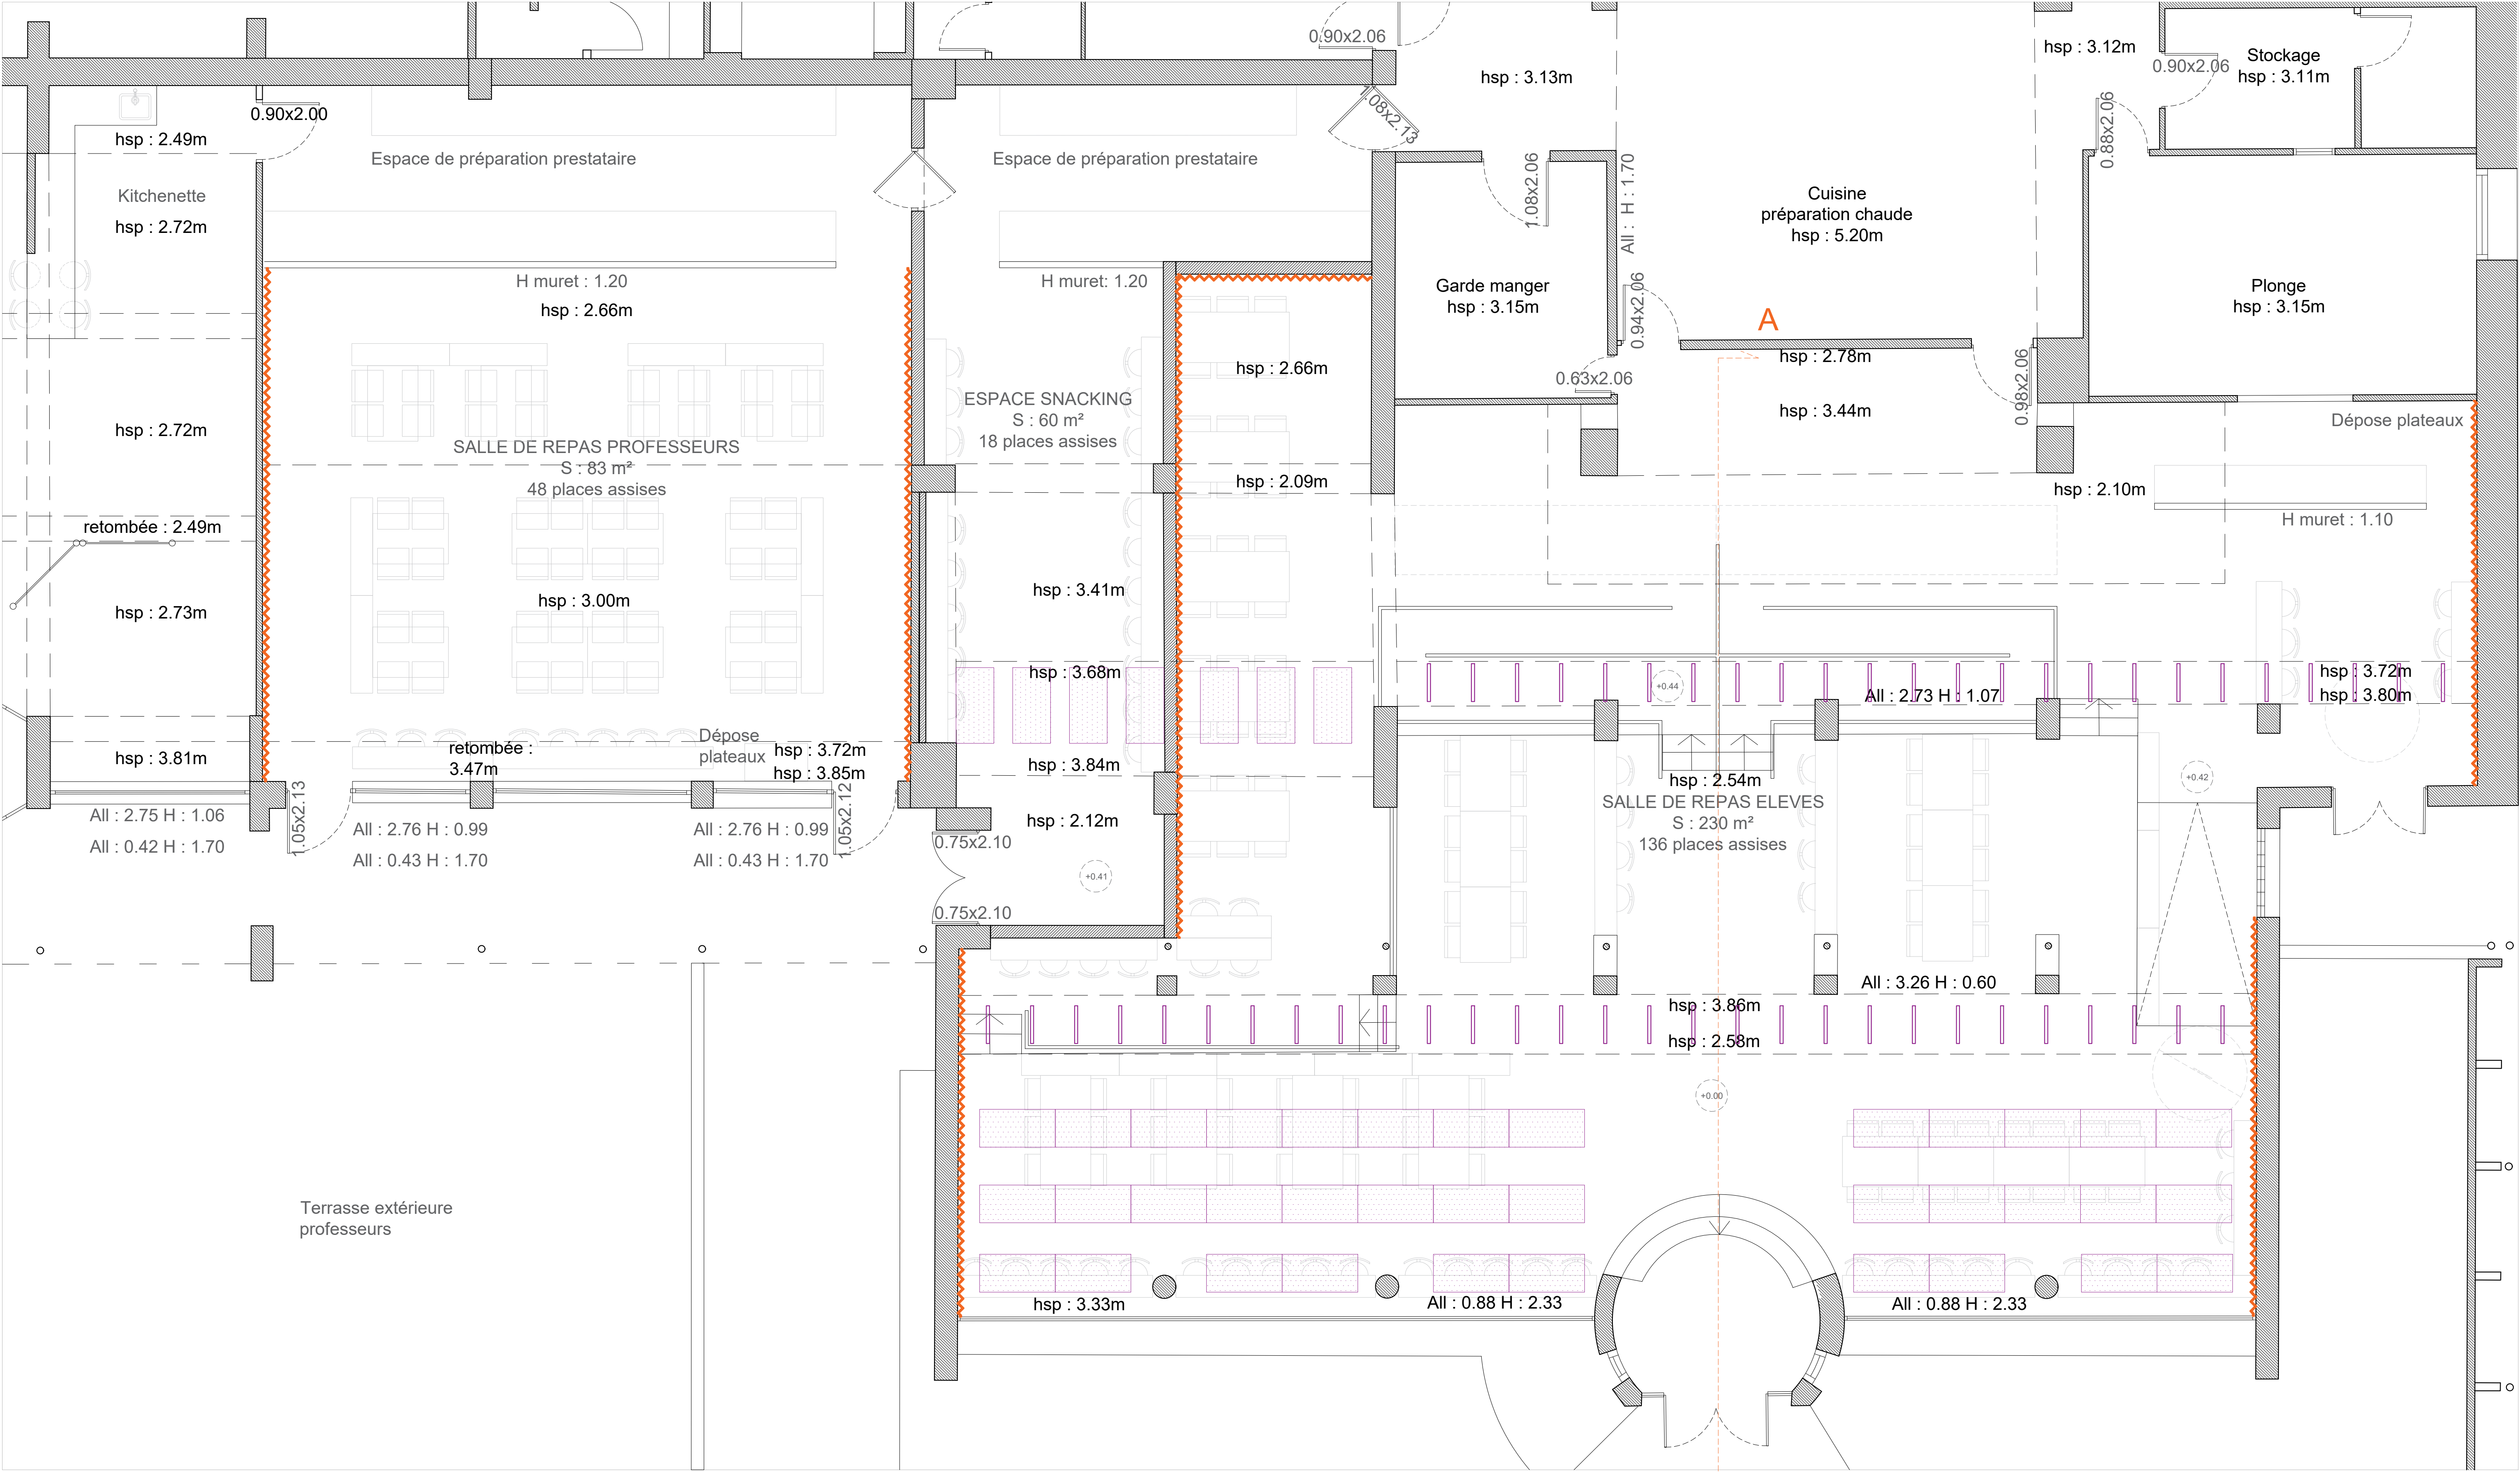 0.90x2.06
hsp : 3.13m
hsp : 3.12m
0.90x2.06
Stockage
hsp : 3.11m
0.90x2.00
hsp : 2.49m
Kitchenette
hsp : 2.72m
Espace de préparation prestataire
Espace de préparation prestataire
1.08x2.13
1.08x2.06
All : H : 1.70
0.88x2.06
Cuisine
préparation chaude
hsp : 5.20m
H muret : 1.20
hsp : 2.66m
H muret: 1.20
Garde manger
hsp : 3.15m
0.94x2.06
Plonge
hsp : 3.15m
A
hsp : 2.78m
hsp : 2.66m
0.63x2.06
0.98x2.06
hsp : 3.44m
Dépose plateaux
ESPACE SNACKING
S : 60 m²
18 places assises
hsp : 2.72m
SALLE DE REPAS PROFESSEURS
S : 83 m²
48 places assises
hsp : 2.09m
hsp : 2.10m
H muret : 1.10
retombée : 2.49m
hsp : 2.73m
hsp : 3.00m
hsp : 3.41m
hsp : 3.68m
+0.44
All : 2.73 H : 1.07
hsp : 3.72m
hsp : 3.80m
hsp : 3.81m
retombée :
3.47m
Dépose
plateaux
hsp : 3.72m
hsp : 3.85m
hsp : 3.84m
hsp : 2.54m
SALLE DE REPAS ELEVES
S : 230 m²
136 places assises
+0.42
All : 2.75 H : 1.06
All : 0.42 H : 1.70
1.05x2.13
All : 2.76 H : 0.99
All : 0.43 H : 1.70
All : 2.76 H : 0.99
All : 0.43 H : 1.70
1.05x2.12
hsp : 2.12m
0.75x2.10
+0.41
0.75x2.10
All : 3.26 H : 0.60
hsp : 3.86m
hsp : 2.58m
+0.00
Terrasse extérieure
professeurs
hsp : 3.33m
All : 0.88 H : 2.33
All : 0.88 H : 2.33